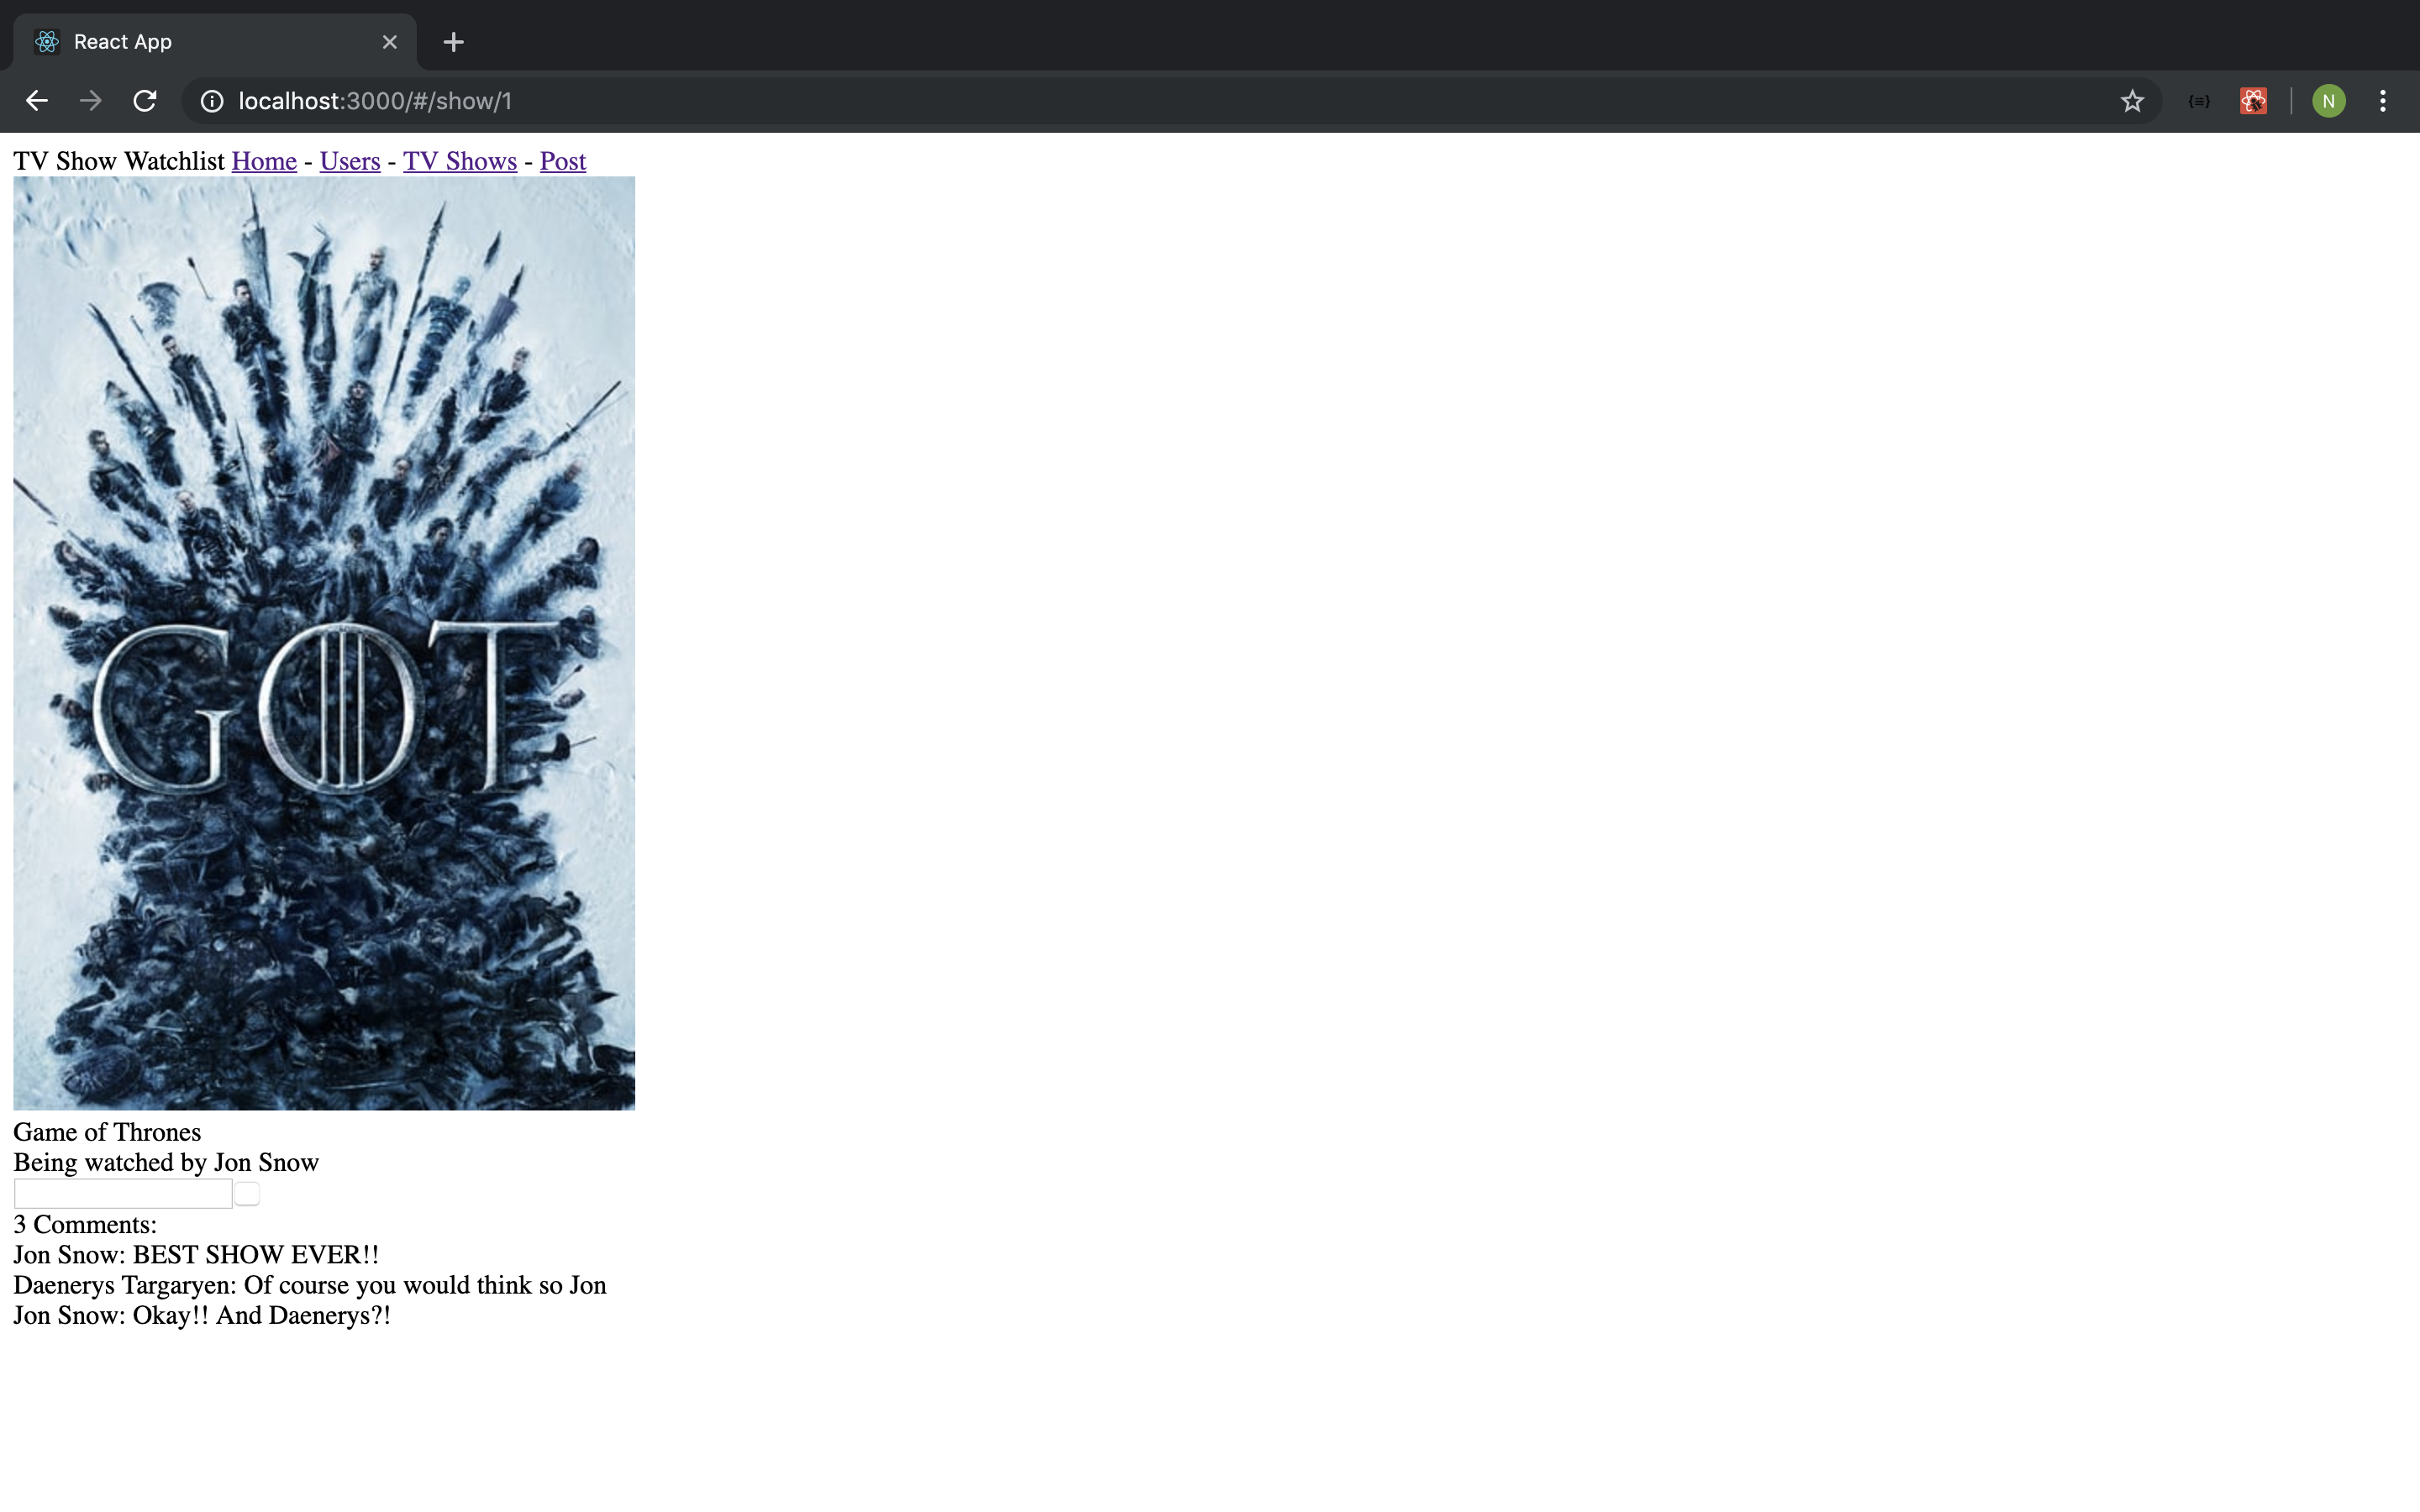 React App
localhost:3000/#/show/1
{≡}
N
TV Show Watchlist Home - Users - TV Shows - Post
GOT
Game of Thrones
Being watched by Jon Snow
3 Comments:
Jon Snow: BEST SHOW EVER!!
Daenerys Targaryen: Of course you would think so Jon
Jon Snow: Okay!! And Daenerys?!